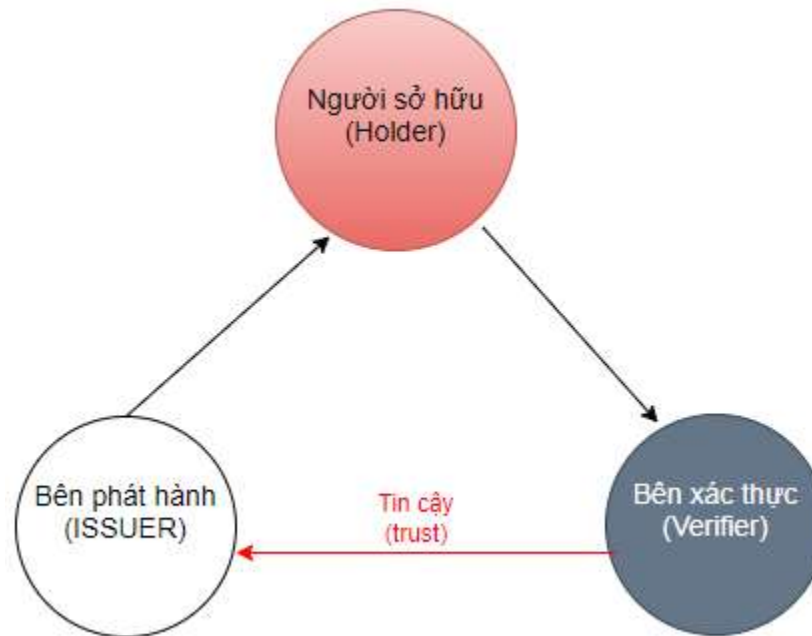 Người sở hữu
(Holder)
Bên phát hành
(ISSUER)
Tin cậy
(trust)
Bên xác thực
(Verifier)